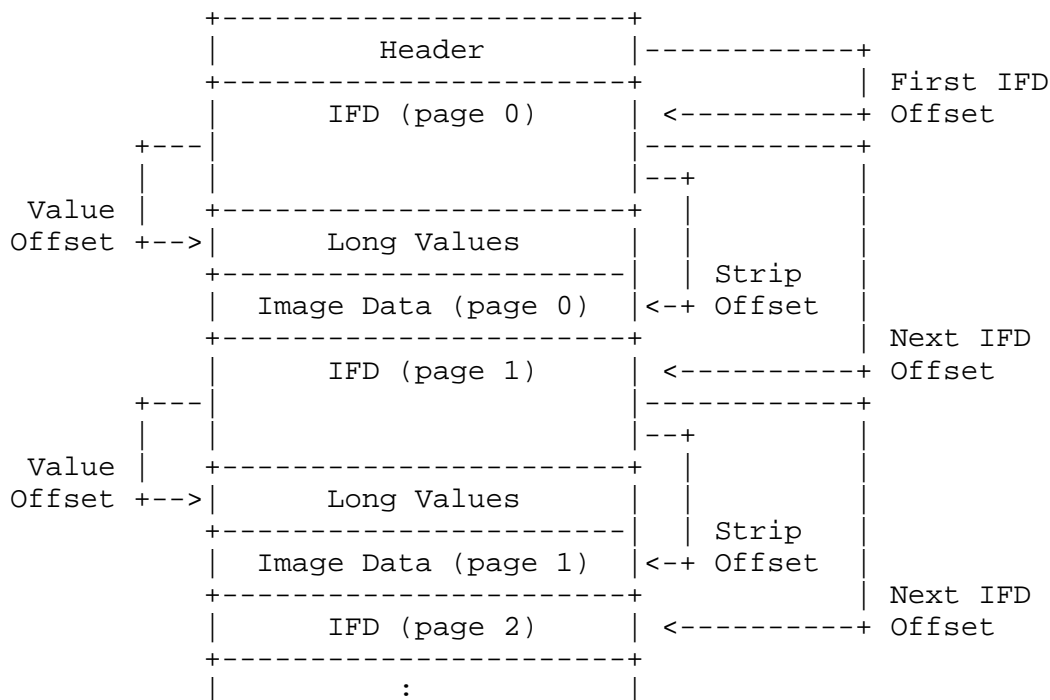 +-----------------------+
|         Header        |------------+
+-----------------------+            | First IFD
|      IFD (page 0)     | <----------+ Offset
+---|                       |------------+
|   |                       |--+         |
Value |   +-----------------------+  |         |
Offset +-->|      Long Values      |  |         |
+-----------------------|  | Strip   |
|  Image Data (page 0)  |<-+ Offset  |
+-----------------------+            | Next IFD
|      IFD (page 1)     | <----------+ Offset
+---|                       |------------+
|   |                       |--+         |
Value |   +-----------------------+  |         |
Offset +-->|      Long Values      |  |         |
+-----------------------|  | Strip   |
|  Image Data (page 1)  |<-+ Offset  |
+-----------------------+            | Next IFD
|      IFD (page 2)     | <----------+ Offset
+-----------------------+
|          :            |